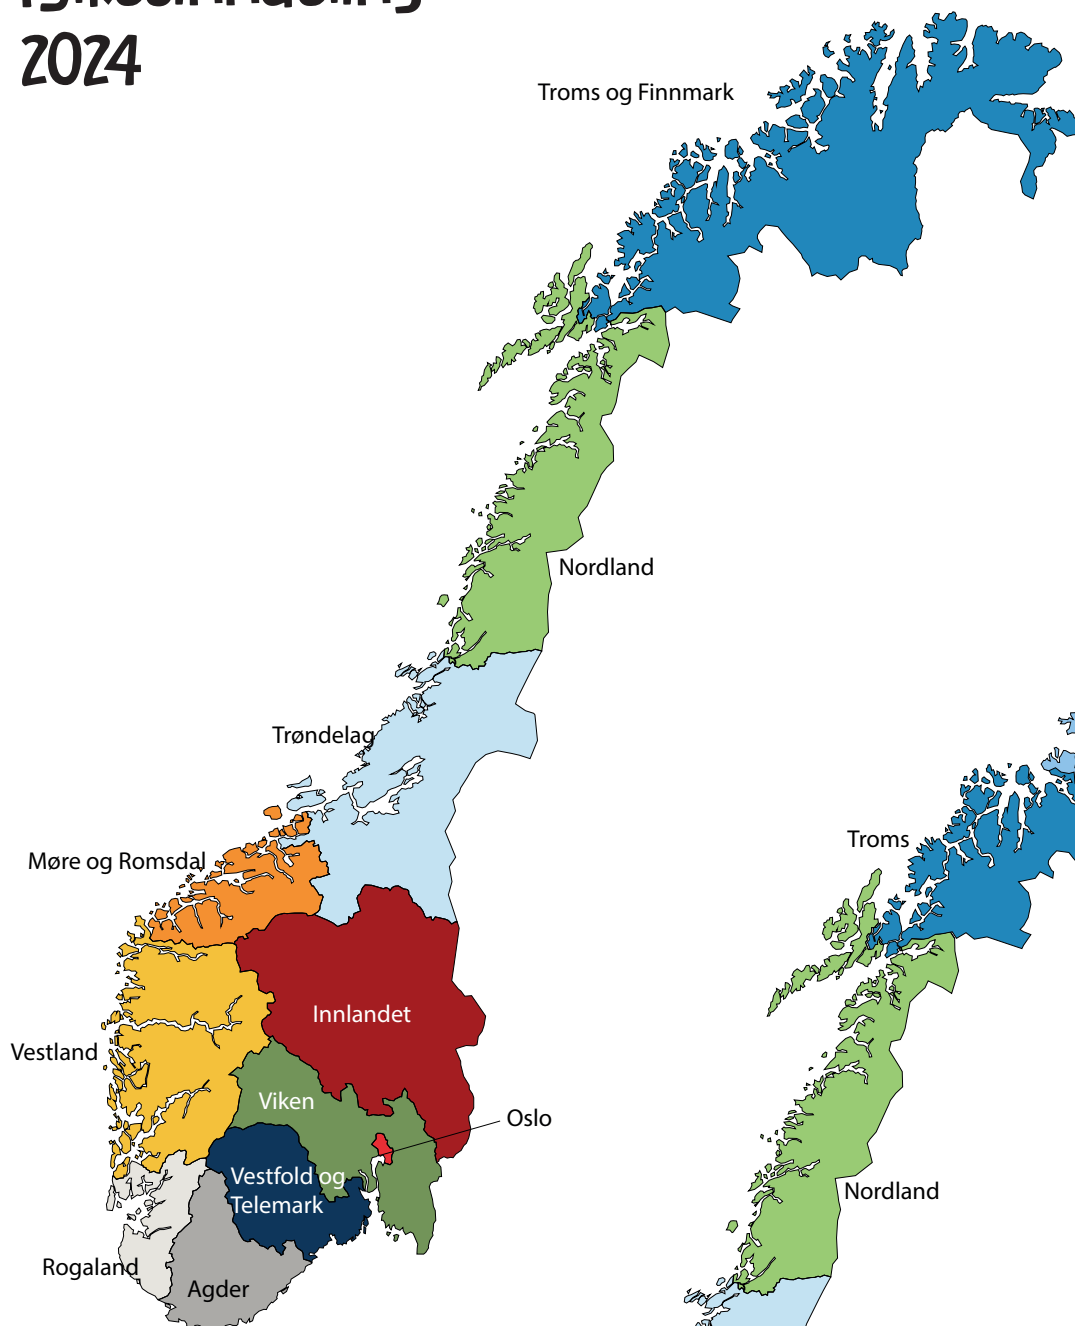 2024
Troms og Finnmark
Nordland
Trøndelag
Troms
Møre og Romsdal
Innlandet
Vestland
Viken
Oslo
Vestfold og
Telemark
Nordland
Rogaland
Agder